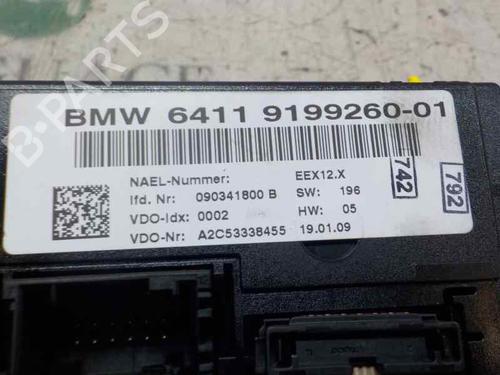 BMW 6411 9199260-01
NAEL-Nummer: EEX12.X
lfd. Nr: 090341800 B SW: 196
VDO-Idx: 0002 HW: 05
VDO-Nr: A2C53338455 19.01.09
742
792
B-PARTS